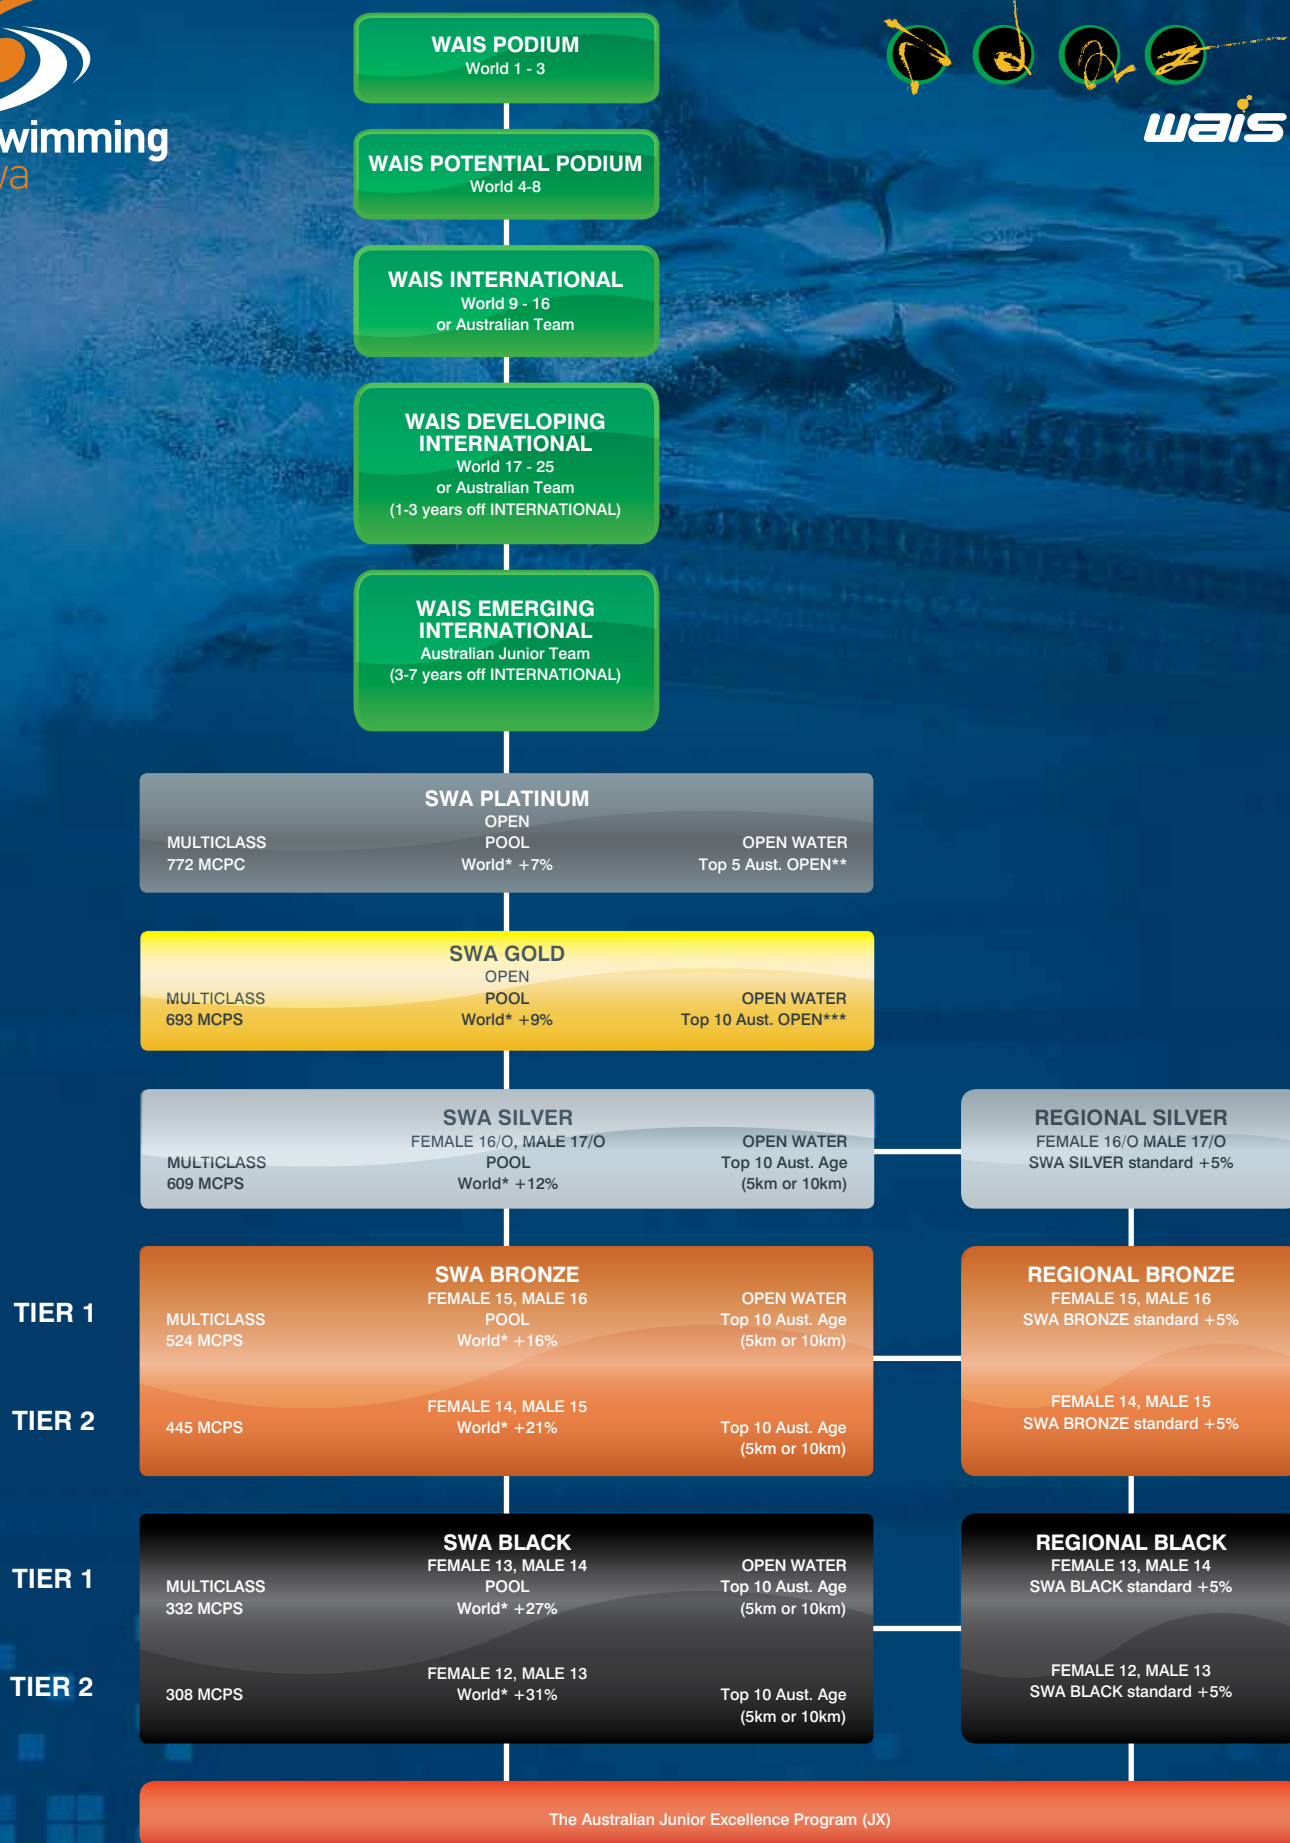 wimming
wa
wais
WAIS PODIUM
World 1 - 3
WAIS POTENTIAL PODIUM
World 4-8
WAIS INTERNATIONAL
World 9 - 16
or Australian Team
WAIS DEVELOPING
INTERNATIONAL
World 17 - 25
or Australian Team
(1-3 years off INTERNATIONAL)
WAIS EMERGING
INTERNATIONAL
Australian Junior Team
(3-7 years off INTERNATIONAL)
SWA PLATINUM
OPEN
MULTICLASS POOL OPEN WATER
772 MCPC World* +7% Top 5 Aust. OPEN**
SWA GOLD
OPEN
MULTICLASS POOL OPEN WATER
693 MCPS World* +9% Top 10 Aust. OPEN***
SWA SILVER
FEMALE 16/O, MALE 17/O OPEN WATER
MULTICLASS POOL Top 10 Aust. Age
609 MCPS World* +12% (5km or 10km)
REGIONAL SILVER
FEMALE 16/O MALE 17/O
SWA SILVER standard +5%
SWA BRONZE
FEMALE 15, MALE 16 OPEN WATER
TIER 1
MULTICLASS POOL Top 10 Aust. Age
524 MCPS World* +16% (5km or 10km)
FEMALE 14, MALE 15
TIER 2
445 MCPS World* +21% Top 10 Aust. Age
(5km or 10km)
REGIONAL BRONZE
FEMALE 15, MALE 16
SWA BRONZE standard +5%
FEMALE 14, MALE 15
SWA BRONZE standard +5%
SWA BLACK
FEMALE 13, MALE 14 OPEN WATER
TIER 1
MULTICLASS POOL Top 10 Aust. Age
332 MCPS World* +27% (5km or 10km)
FEMALE 12, MALE 13
TIER 2
308 MCPS World* +31% Top 10 Aust. Age
(5km or 10km)
REGIONAL BLACK
FEMALE 13, MALE 14
SWA BLACK standard +5%
FEMALE 12, MALE 13
SWA BLACK standard +5%
The Australian Junior Excellence Program (JX)